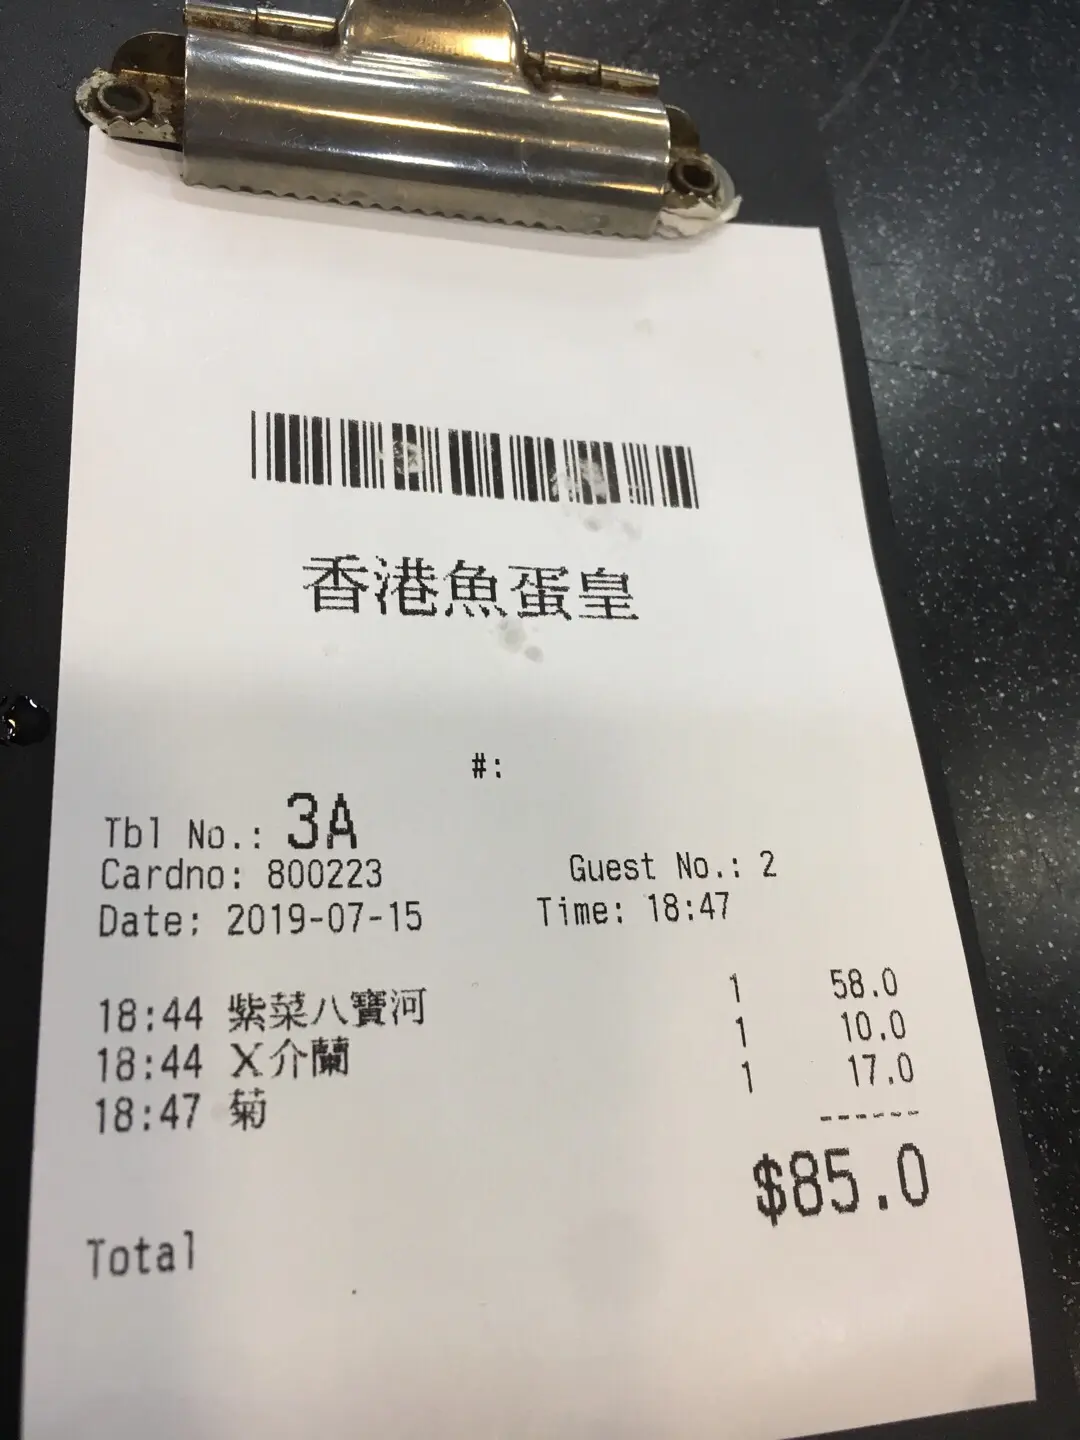 香港魚蛋皇
#:
Tbl No.: 3A
Cardno: 800223 Guest No.: 2
Date: 2019-07-15 Time: 18:47
18:44 紫菜八寶河 1 58.0
18:44 X介蘭 1 10.0
18:47 菊 1 17.0
------
$85.0
Total